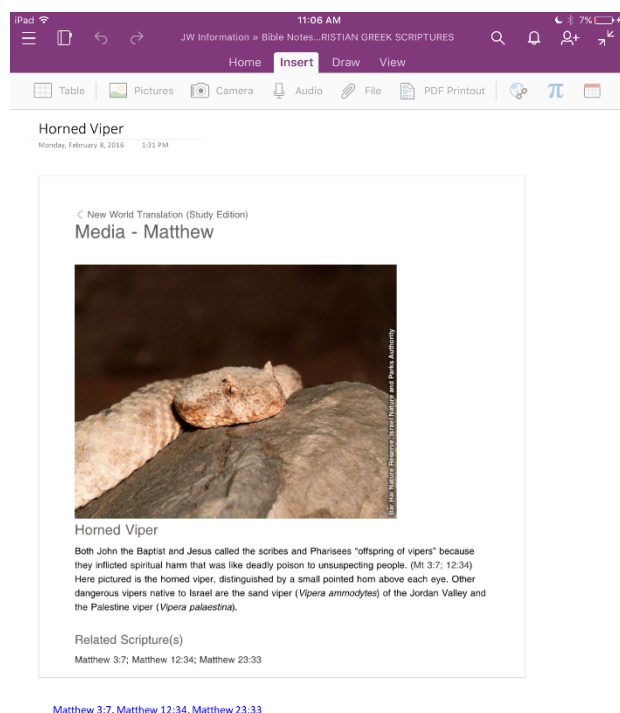 iPad 11:06 AM 7%
JW Information » Bible Notes...RISTIAN GREEK SCRIPTURES
Home Insert Draw View
Table Pictures Camera Audio File PDF Printout π
Horned Viper
Monday, February 8, 2016 1:31 PM
< New World Translation (Study Edition)
Media - Matthew
Bar Hai Nature Reserve, Israel Nature and Parks Authority
Horned Viper
Both John the Baptist and Jesus called the scribes and Pharisees “offspring of vipers” because
they inflicted spiritual harm that was like deadly poison to unsuspecting people. (Mt 3:7; 12:34)
Here pictured is the horned viper, distinguished by a small pointed horn above each eye. Other
dangerous vipers native to Israel are the sand viper (Vipera ammodytes) of the Jordan Valley and
the Palestine viper (Vipera palaestina).
Related Scripture(s)
Matthew 3:7; Matthew 12:34; Matthew 23:33
Matthew 3:7, Matthew 12:34, Matthew 23:33